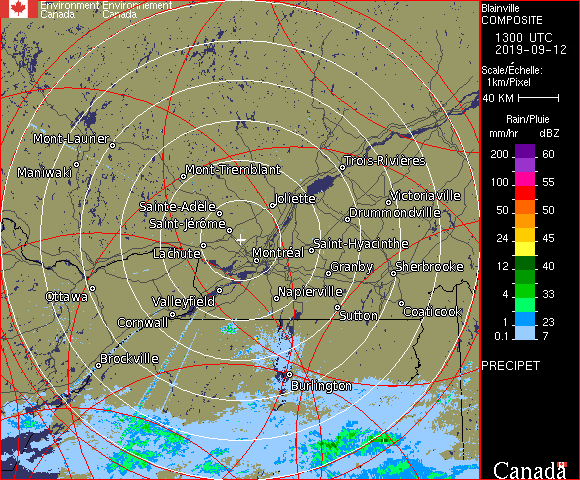 Environment Environnement
Canada Canada
Blainville
COMPOSITE
1300 UTC
2019-09-12
Scale/Échelle:
1km/Pixel
40 KM
Rain/Pluie
mm/hr dBZ
200 60
100 55
50 50
24 45
12 40
4 33
1 23
0.1 7
PRECIPET
Mont-Laurier
Maniwaki
Mont-Tremblant
Trois-Rivières
Joliette
Victoriaville
Sainte-Adèle
Drummondville
Saint-Jérôme
Lachute
Montréal
Saint-Hyacinthe
Granby
Sherbrooke
Ottawa
Valleyfield
Napierville
Cornwall
Sutton
Coaticook
Brockville
Burlington
Canada